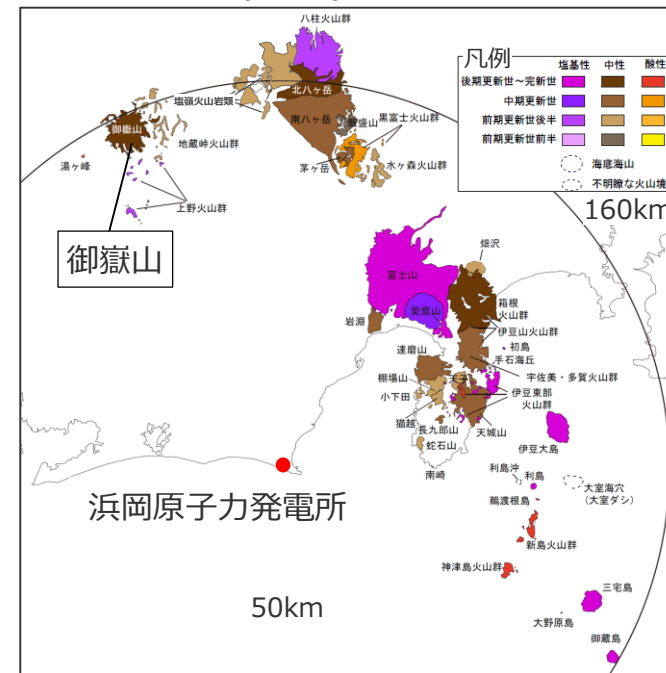 八柱火山群
凡例
塩基性 中性 酸性
後期更新世～完新世
中期更新世
前期更新世後半
前期更新世前半
海底海山
不明瞭な火山境
160km
塩嶺火山岩類
北八ヶ岳
御嶽山
南八ヶ岳
黒富士火山群
地蔵峠火山群
湯ヶ峰
茅ヶ岳
水ヶ森火山群
上野火山群
御嶽山
畑沢
富士山
愛鷹山
箱根
火山群
岩淵
伊豆山火山群
初島
達磨山
手石海丘
棚場山
宇佐美・多賀火山群
小下田
伊豆東部
火山群
猫越
長九郎山
天城山
蛇石山
伊豆大島
南崎
利島沖
利島
大室海穴
（大室ダシ）
鵜渡根島
浜岡原子力発電所
新島火山群
神津島火山群
50km
三宅島
大野原島
御蔵島